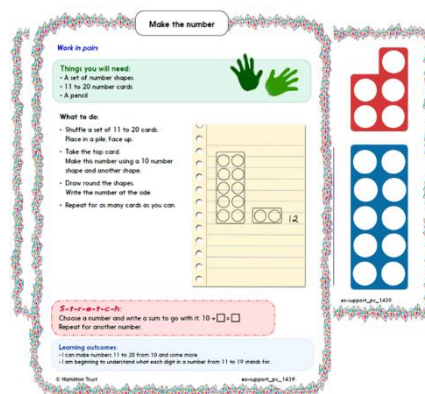 Make the number
Work in pairs
Things you will need:
• A set of number shapes
• 11 to 20 number cards
• A pencil
What to do:
• Shuffle a set of 11 to 20 cards.
Place in a pile, face up.
• Take the top card.
Make this number using a 10 number
shape and another shape.
• Draw round the shapes.
Write the number at the side.
• Repeat for as many cards as you can.
12
S-t-r-e-t-c-h:
Choose a number and write a sum to go with it. 10 + □ = □
Repeat for another number.
Learning outcomes:
- I can make numbers 11 to 20 from 10 and some more.
- I am beginning to understand what each digit in a number from 11 to 19 stands for.
© Hamilton Trust
ex-support_px_1439
ex-support_px_1439